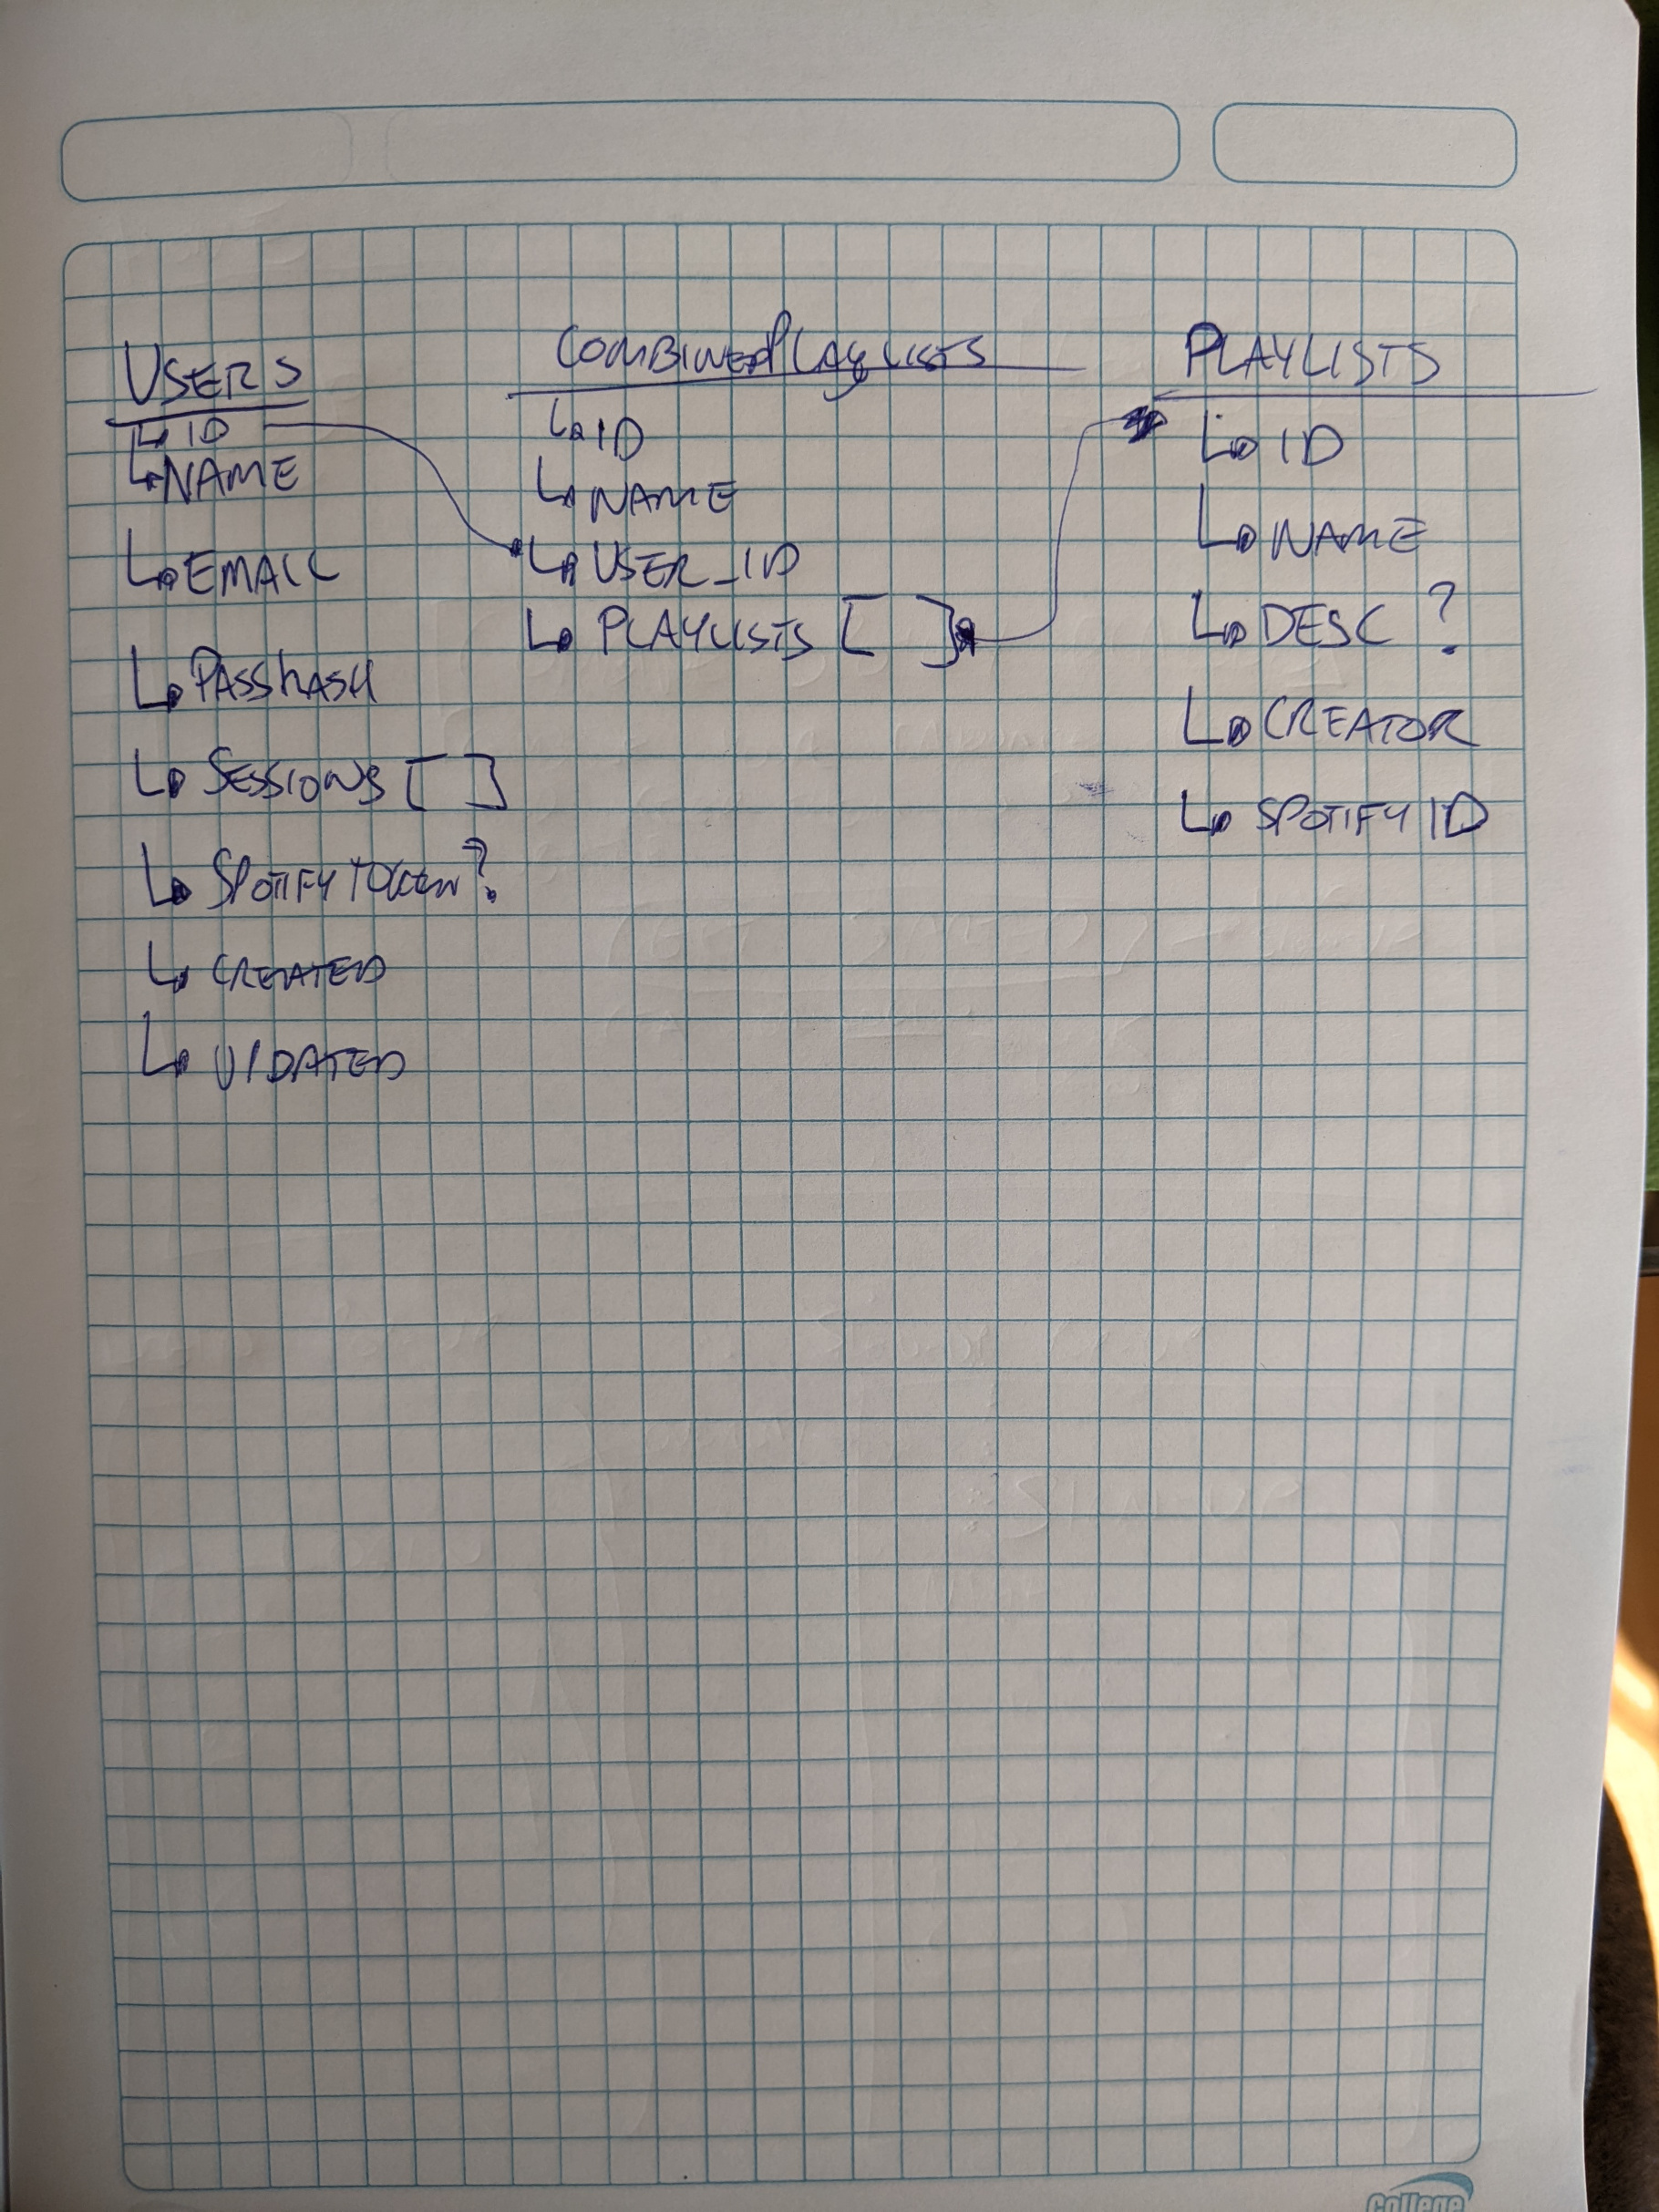 USERS
ID
NAME
EMAIL
PASSHASH
SESSIONS [ ]
SPOTIFY TOKEN?
CREATED
UPDATED
COMBINEDPLAYLISTS
ID
NAME
USER_ID
PLAYLISTS [ ]
PLAYLISTS
ID
NAME
DESC ?
CREATOR
SPOTIFY ID
College